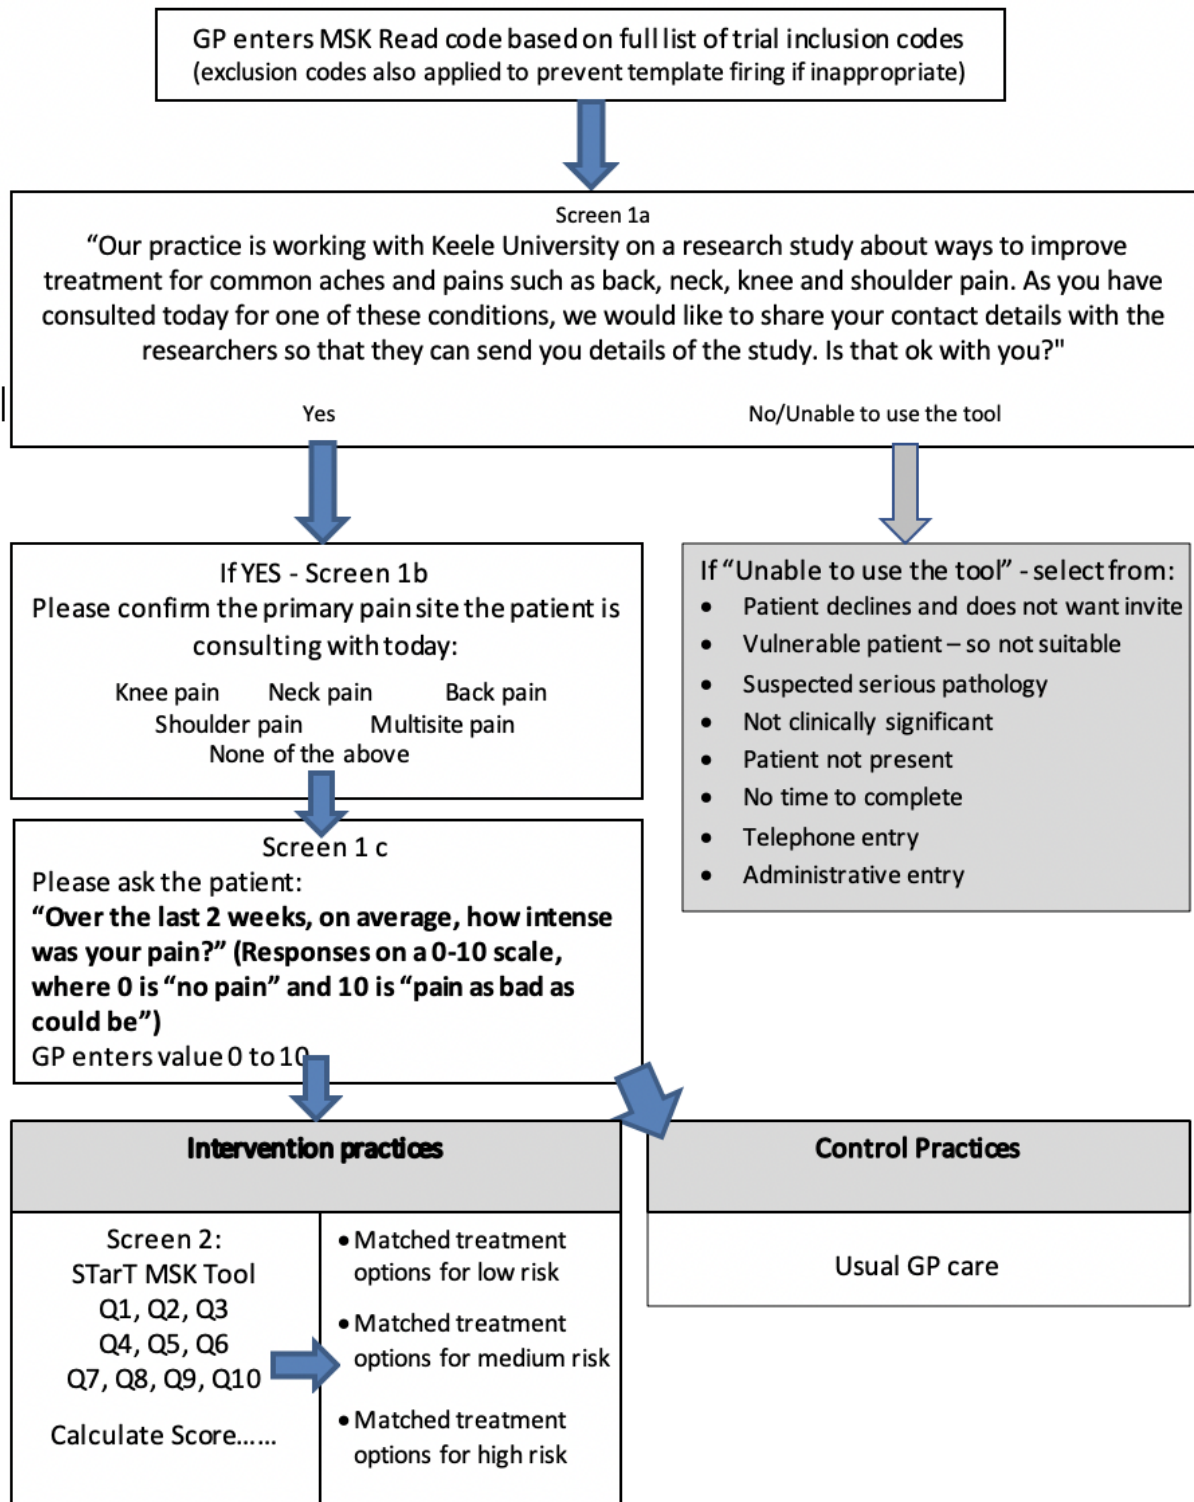 GP enters MSK Read code based on full list of trial inclusion codes
(exclusion codes also applied to prevent template firing if inappropriate)
Screen 1a
“Our practice is working with Keele University on a research study about ways to improve
treatment for common aches and pains such as back, neck, knee and shoulder pain. As you have
consulted today for one of these conditions, we would like to share your contact details with the
researchers so that they can send you details of the study. Is that ok with you?"
Yes
No/Unable to use the tool
If YES - Screen 1b
Please confirm the primary pain site the patient is
consulting with today:
Knee pain Neck pain Back pain
Shoulder pain Multisite pain
None of the above
If “Unable to use the tool” - select from:
• Patient declines and does not want invite
• Vulnerable patient – so not suitable
• Suspected serious pathology
• Not clinically significant
• Patient not present
• No time to complete
• Telephone entry
• Administrative entry
Screen 1 c
Please ask the patient:
“Over the last 2 weeks, on average, how intense
was your pain?” (Responses on a 0-10 scale,
where 0 is “no pain” and 10 is “pain as bad as
could be”)
GP enters value 0 to 10
Intervention practices
Screen 2:
STarT MSK Tool
Q1, Q2, Q3
Q4, Q5, Q6
Q7, Q8, Q9, Q10
Calculate Score......
• Matched treatment
options for low risk
• Matched treatment
options for medium risk
• Matched treatment
options for high risk
Control Practices
Usual GP care